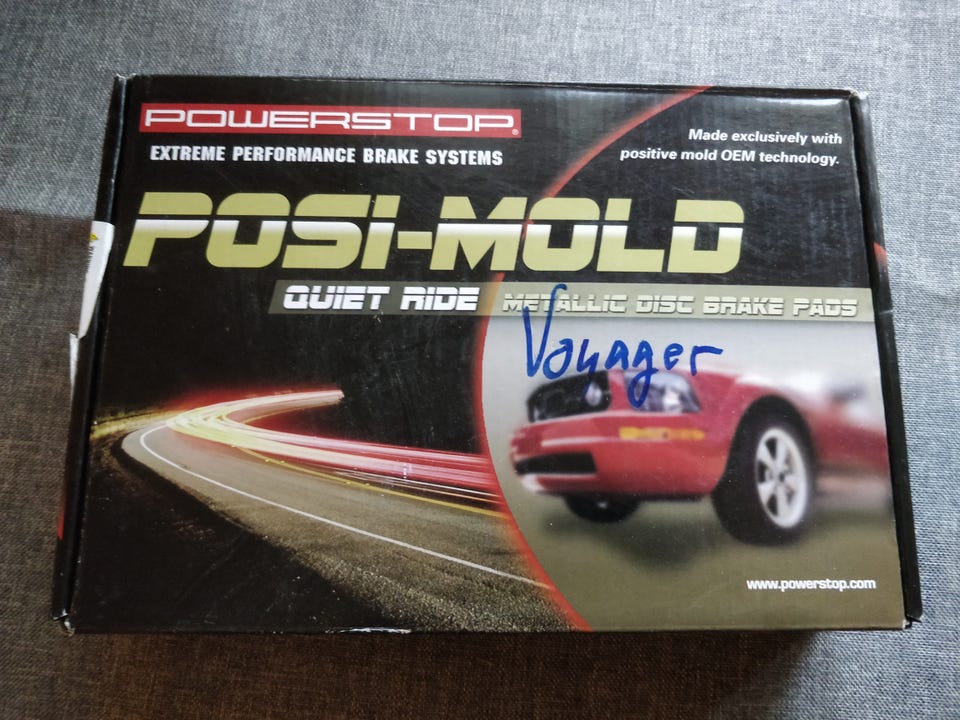 POWERSTOP®
EXTREME PERFORMANCE BRAKE SYSTEMS
Made exclusively with
positive mold OEM technology.
POSI-MOLD
QUIET RIDE METALLIC DISC BRAKE PADS
Voyager
www.powerstop.com